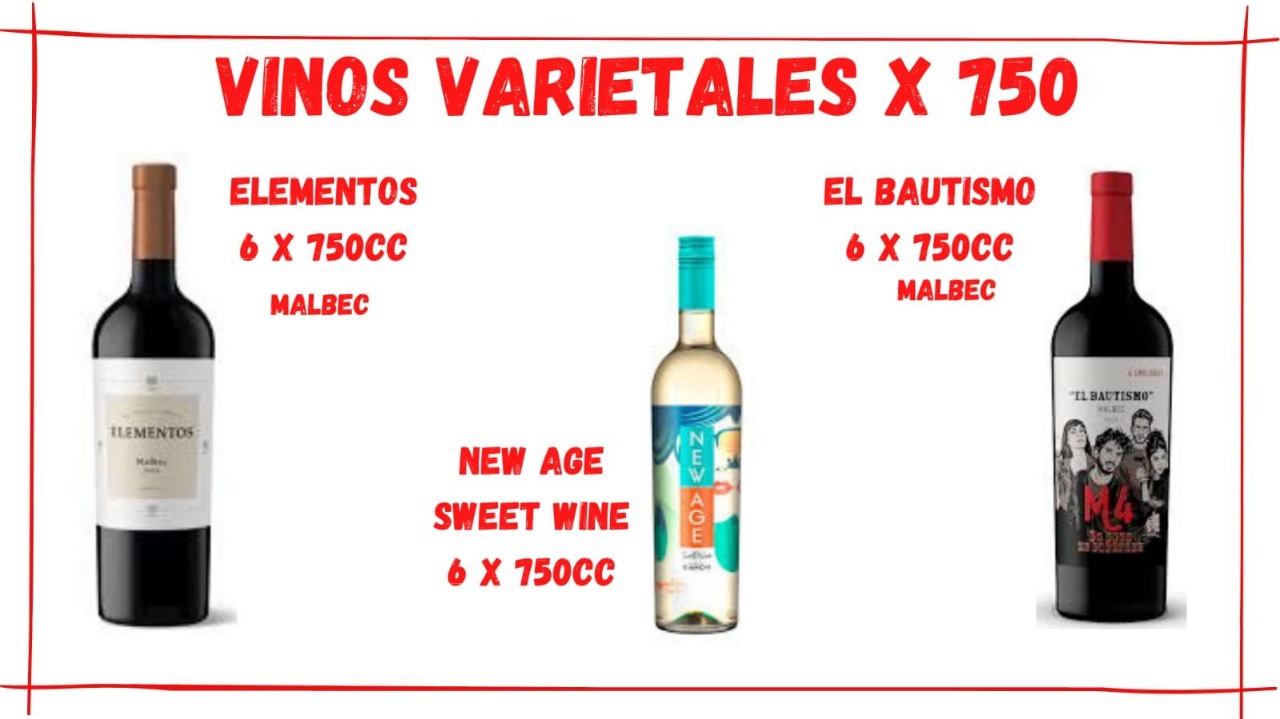 VINOS VARIETALES X 750
ELEMENTOS
6 X 750CC
MALBEC
EL BAUTISMO
6 X 750CC
MALBEC
NEW AGE
SWEET WINE
6 X 750CC
ELEMENTOS
Malbec
NEW
AGE
BIANCHI
"EL BAUTISMO"
MALBEC
M4